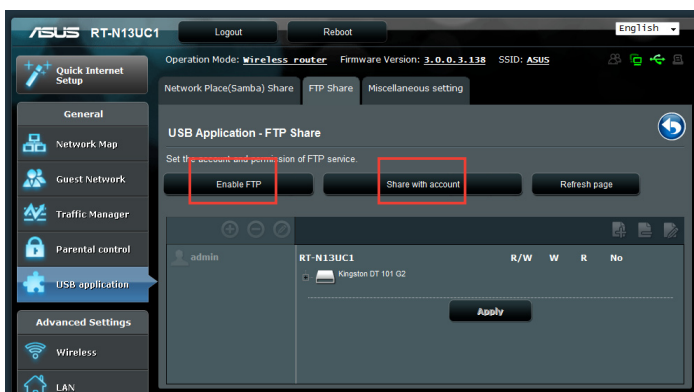 ASUS RT-N13UC1 Logout Reboot English
Operation Mode: Wireless router Firmware Version: 3.0.0.3.138 SSID: ASUS
Quick Internet
Setup
Network Place(Samba) Share FTP Share Miscellaneous setting
General
USB Application - FTP Share
Network Map
Set the account and permission of FTP service.
Guest Network
Enable FTP Share with account Refresh page
Traffic Manager
Parental control
admin RT-N13UC1 R/W W R No
Kingston DT 101 G2
USB application
Apply
Advanced Settings
Wireless
LAN